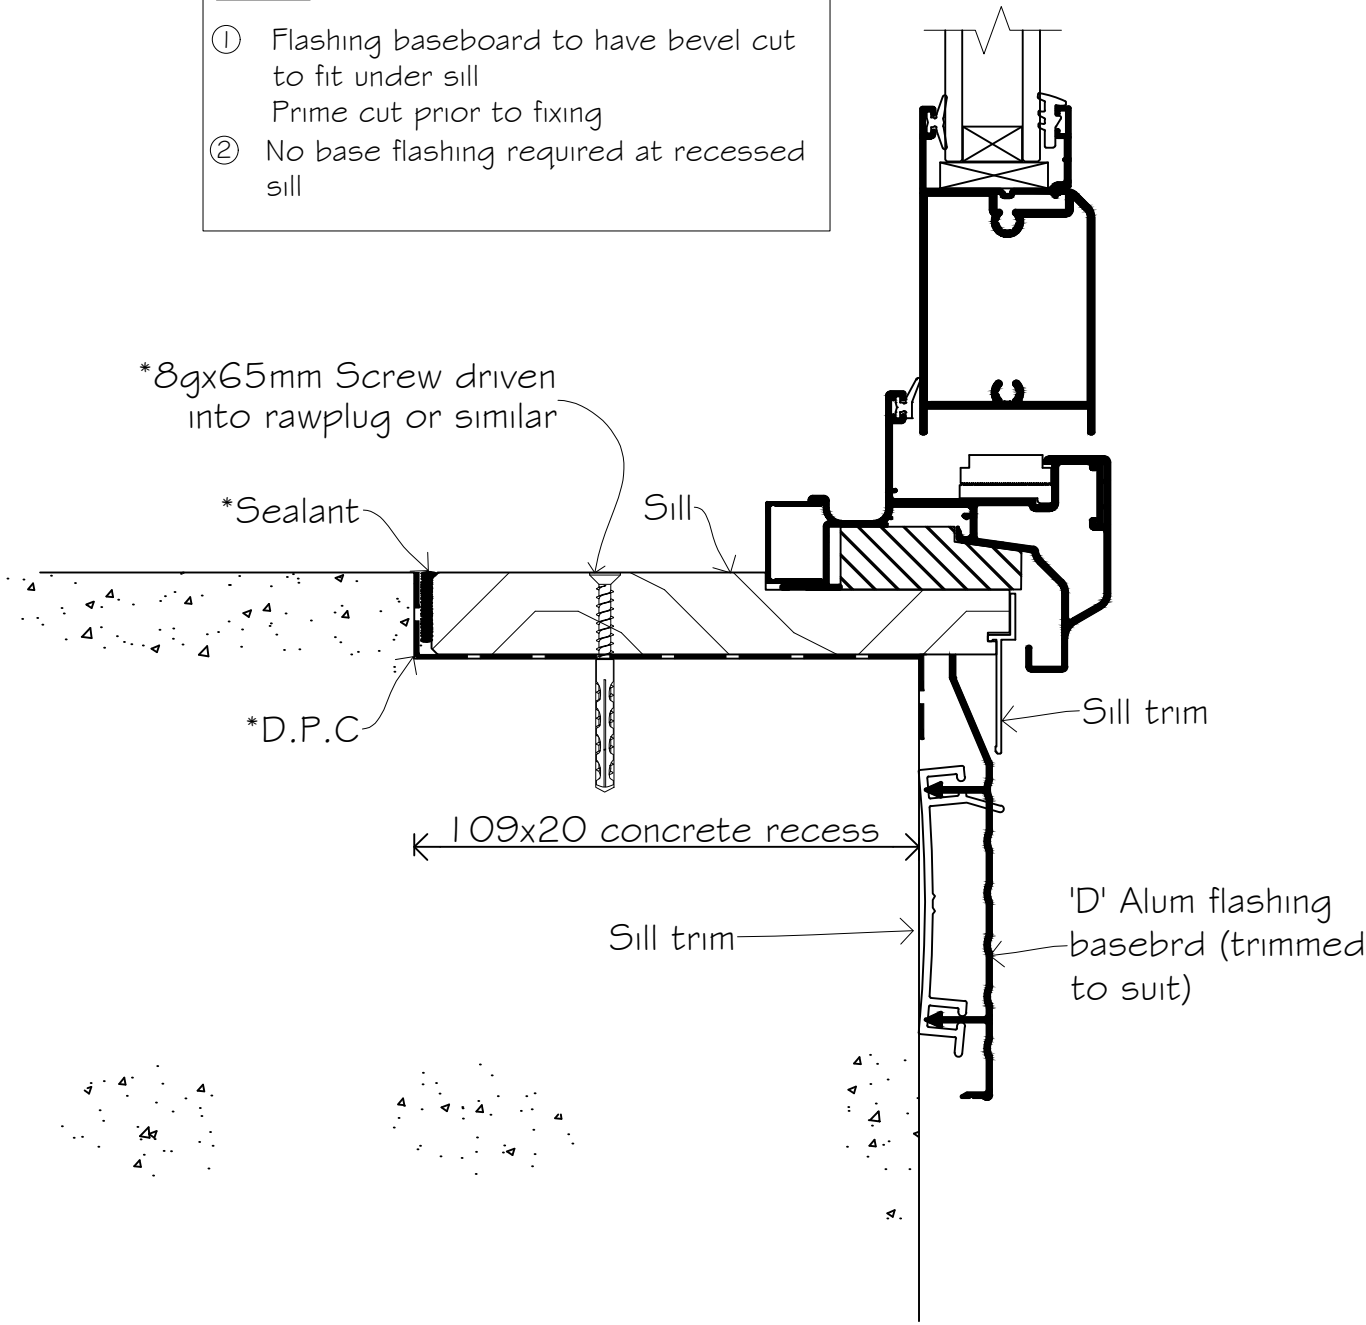 ① Flashing baseboard to have bevel cut
to fit under sill
Prime cut prior to fixing
② No base flashing required at recessed
sill
*8gx65mm Screw driven
into rawplug or similar
*Sealant
Sill
*D.P.C
Sill trim
109x20 concrete recess
Sill trim
'D' Alum flashing
basebrd (trimmed
to suit)